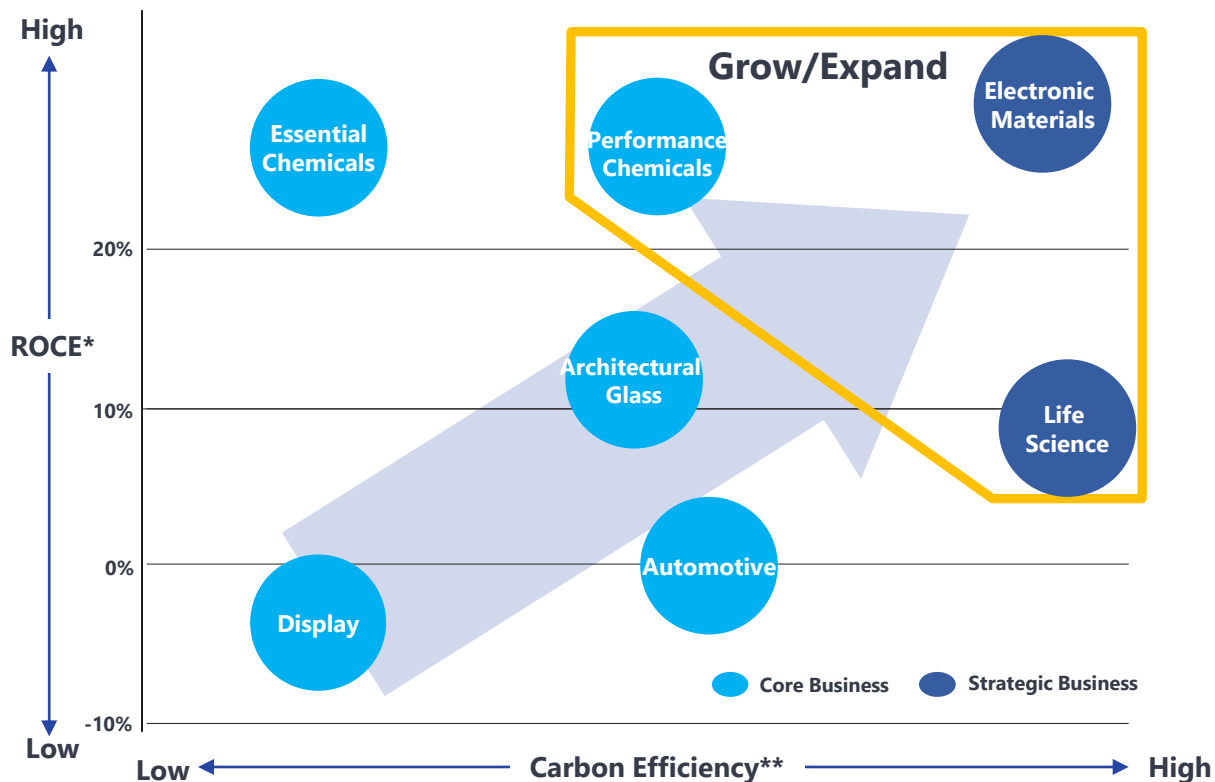 High
Grow/Expand
Electronic
Materials
Essential
Chemicals
Performance
Chemicals
20%
ROCE*
Architectural
Glass
10%
Life
Science
0%
Automotive
Display
Core Business
Strategic Business
-10%
Low
Low
Carbon Efficiency**
High